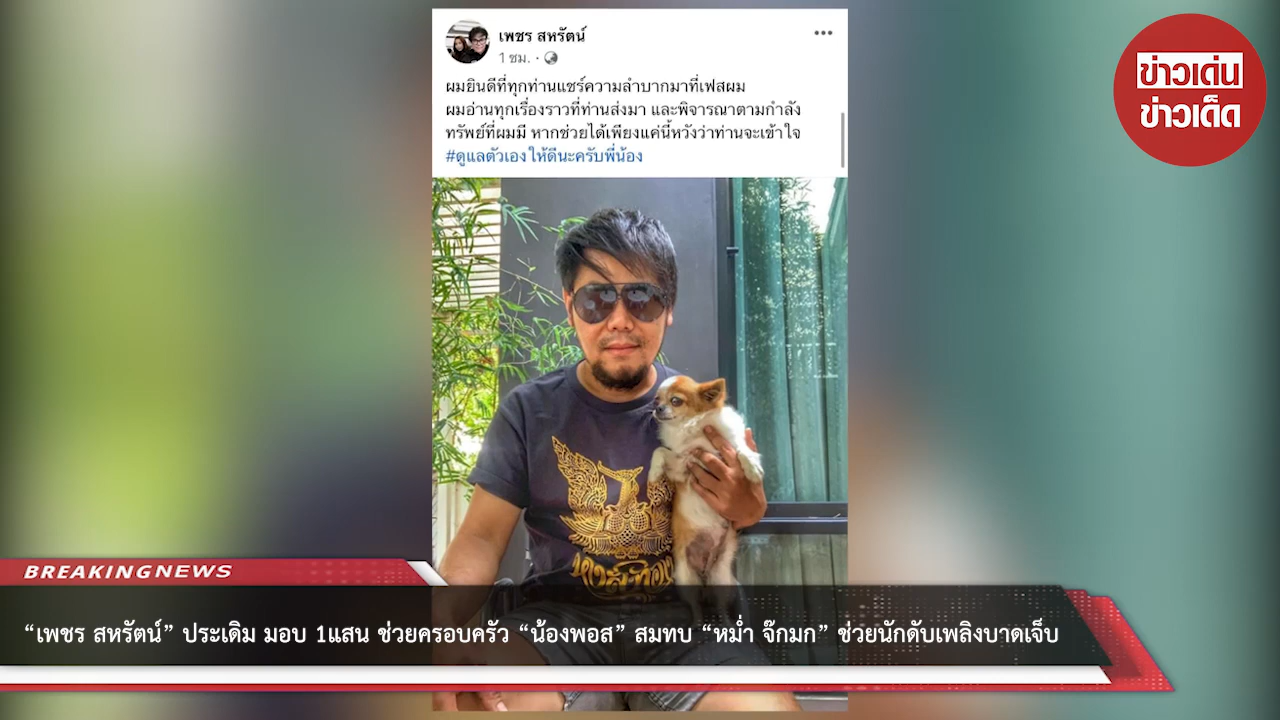 เพชร สหรัตน์
1 ชม. ·
ผมยินดีที่ทุกท่านแชร์ความลำบากมาที่เฟสผม
ผมอ่านทุกเรื่องราวที่ท่านส่งมา และพิจารณาตามกำลัง
ทรัพย์ที่ผมมี หากช่วยได้เพียงแค่นี้หวังว่าท่านจะเข้าใจ
#ดูแลตัวเองให้ดีนะครับพี่น้อง
ข่าวเด่น
ข่าวเด็ด
BREAKINGNEWS
“เพชร สหรัตน์” ประเดิม มอบ 1แสน ช่วยครอบครัว “น้องพอส” สมทบ “หม่ำ จ๊กมก” ช่วยนักดับเพลิงบาดเจ็บ